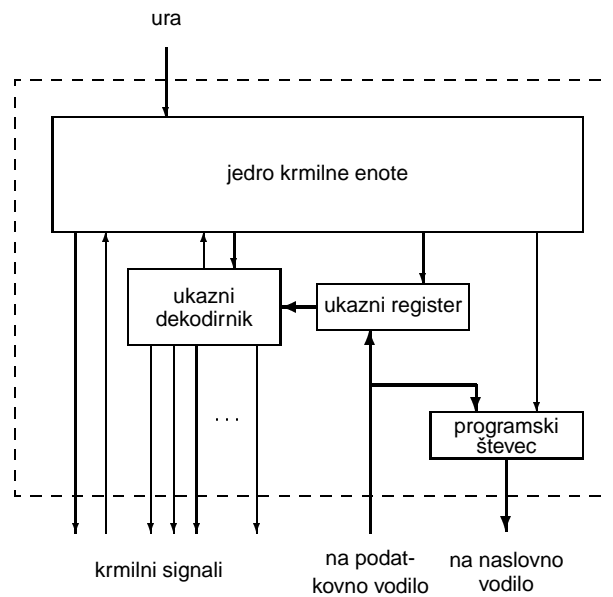 ura
jedro krmilne enote
ukazni
dekodirnik
ukazni register
. . .
programski
števec
krmilni signali
na podat-
kovno vodilo
na naslovno
vodilo